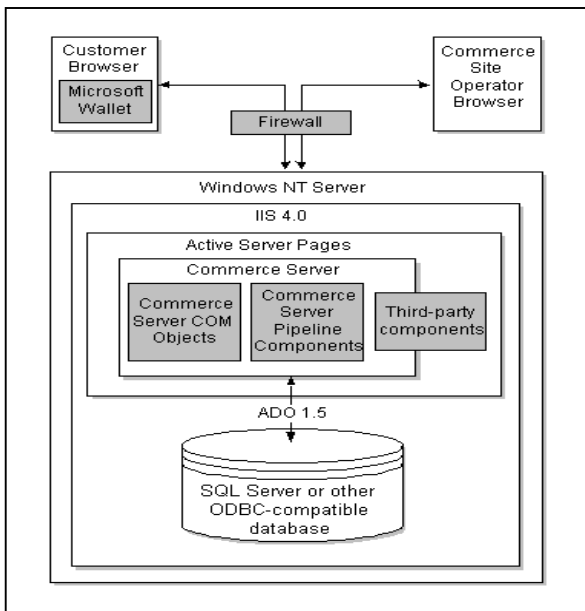 Customer
Browser
Microsoft
Wallet
Commerce
Site
Operator
Browser
Firewall
Windows NT Server
IIS 4.0
Active Server Pages
Commerce Server
Commerce
Server COM
Objects
Commerce
Server
Pipeline
Components
Third-party
components
ADO 1.5
SQL Server or other
ODBC-compatible
database